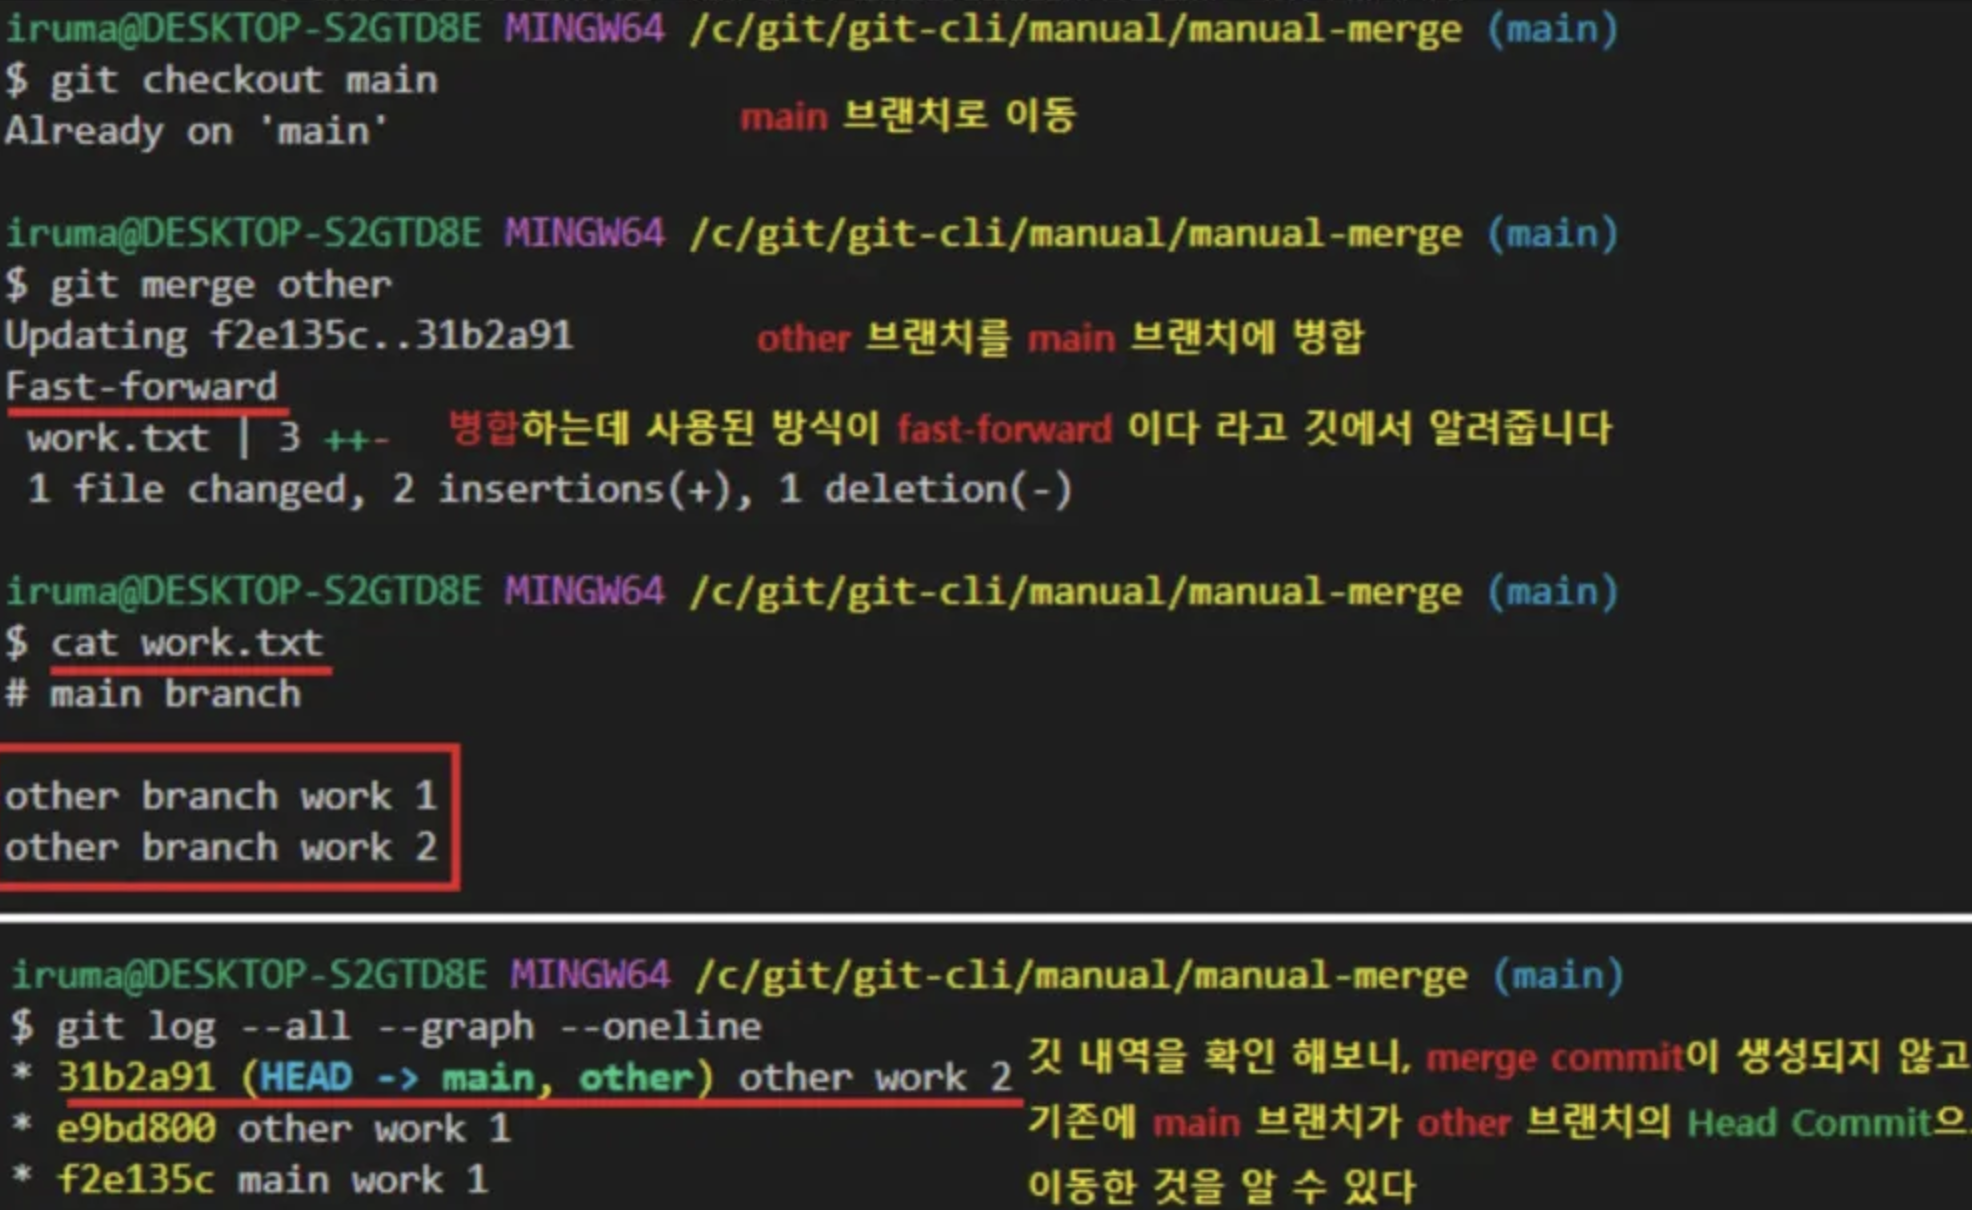 iruma@DESKTOP-S2GTD8E MINGW64 /c/git/git-cli/manual/manual-merge (main)
$ git checkout main
main 브랜치로 이동
Already on 'main'
iruma@DESKTOP-S2GTD8E MINGW64 /c/git/git-cli/manual/manual-merge (main)
$ git merge other
Updating f2e135c..31b2a91
other 브랜치를 main 브랜치에 병합
Fast-forward
work.txt | 3 ++-
병합하는데 사용된 방식이 fast-forward 이다 라고 깃에서 알려줍니다
1 file changed, 2 insertions(+), 1 deletion(-)
iruma@DESKTOP-S2GTD8E MINGW64 /c/git/git-cli/manual/manual-merge (main)
$ cat work.txt
# main branch
other branch work 1
other branch work 2
iruma@DESKTOP-S2GTD8E MINGW64 /c/git/git-cli/manual/manual-merge (main)
$ git log --all --graph --oneline
* 31b2a91 (HEAD -> main, other) other work 2
* e9bd800 other work 1
* f2e135c main work 1
깃 내역을 확인 해보니, merge commit이 생성되지 않고
기존에 main 브랜치가 other 브랜치의 Head Commit으
이동한 것을 알 수 있다